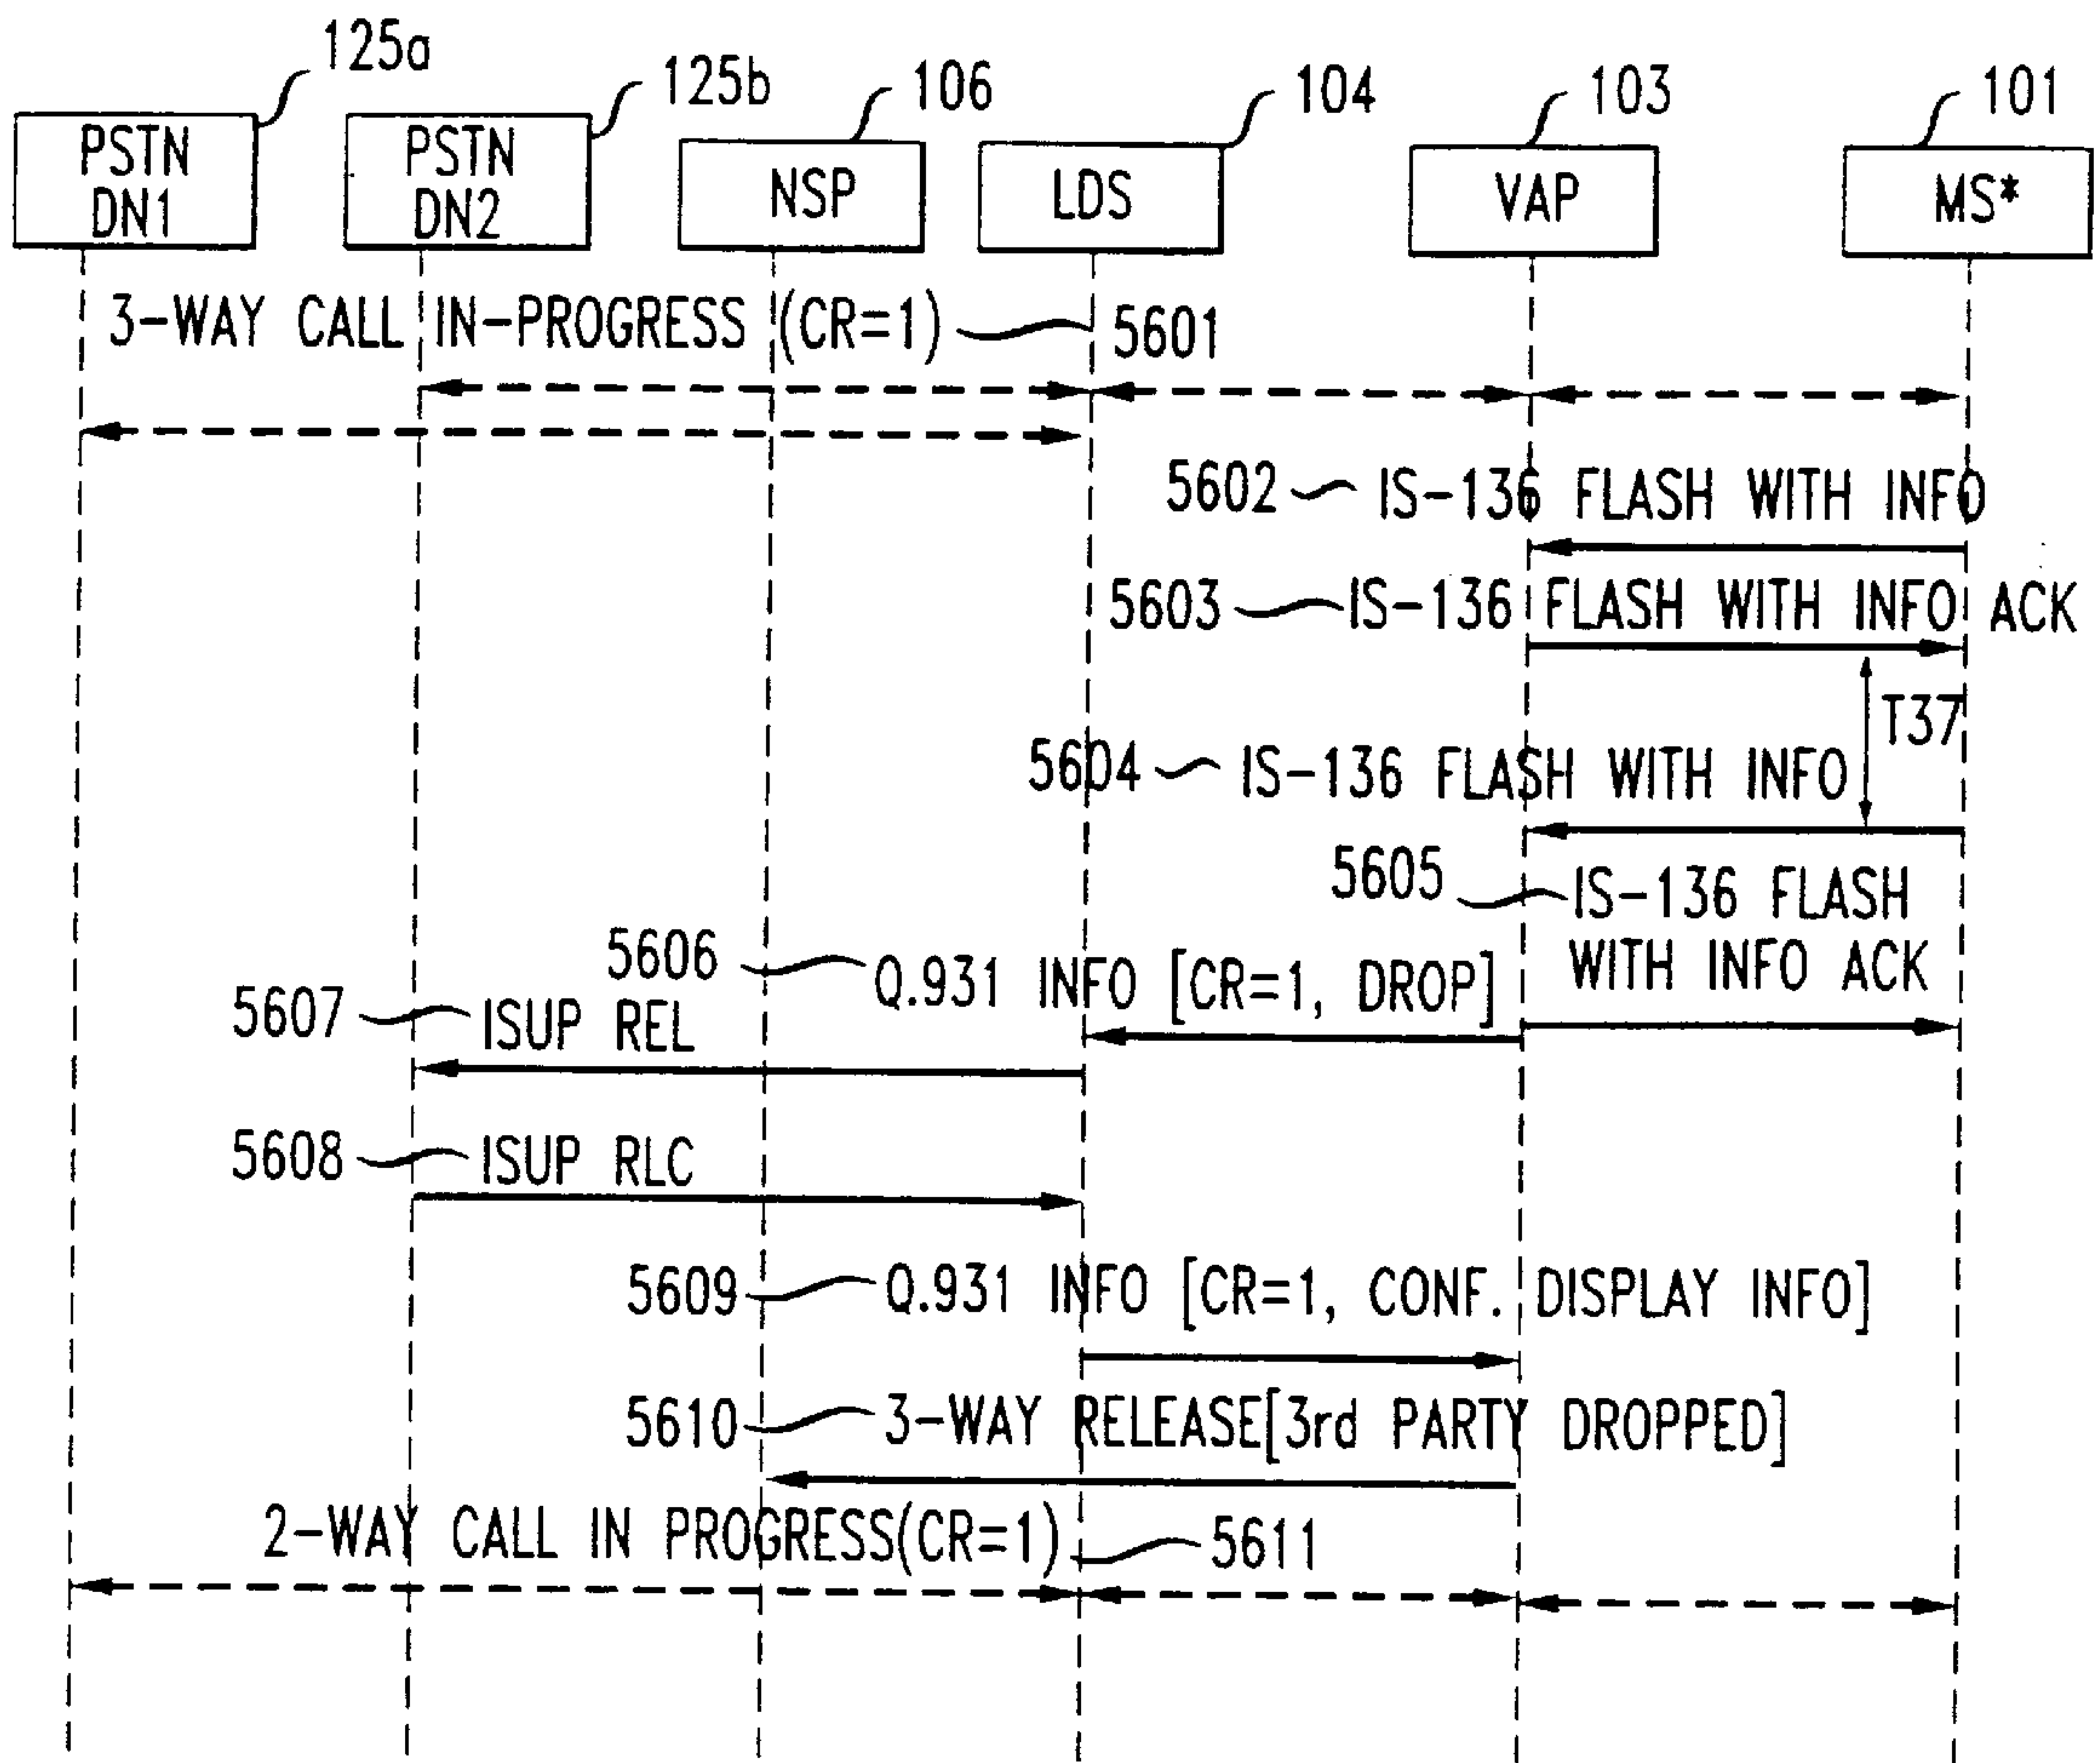 125a
125b
106
104
103
101
PSTN
DN1
PSTN
DN2
NSP
LDS
VAP
MS*
3-WAY CALL IN-PROGRESS (CR=1)
5601
5602 IS-136 FLASH WITH INFO
5603 IS-136 FLASH WITH INFO ACK
T37
5604 IS-136 FLASH WITH INFO
5605 IS-136 FLASH
WITH INFO ACK
5606 Q.931 INFO [CR=1, DROP]
5607 ISUP REL
5608 ISUP RLC
5609 Q.931 INFO [CR=1, CONF. DISPLAY INFO]
5610 3-WAY RELEASE[3rd PARTY DROPPED]
2-WAY CALL IN PROGRESS(CR=1)
5611